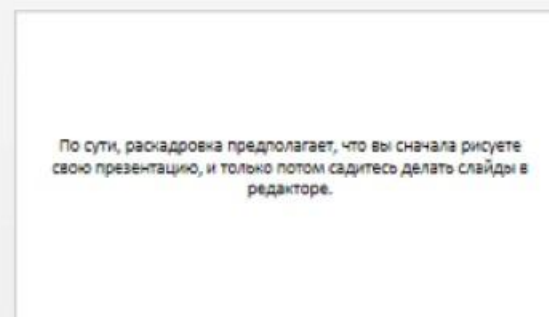 По сути, раскадровка предполагает, что вы сначала рисуете
свою презентацию, и только потом садитесь делать слайды в
редакторе.